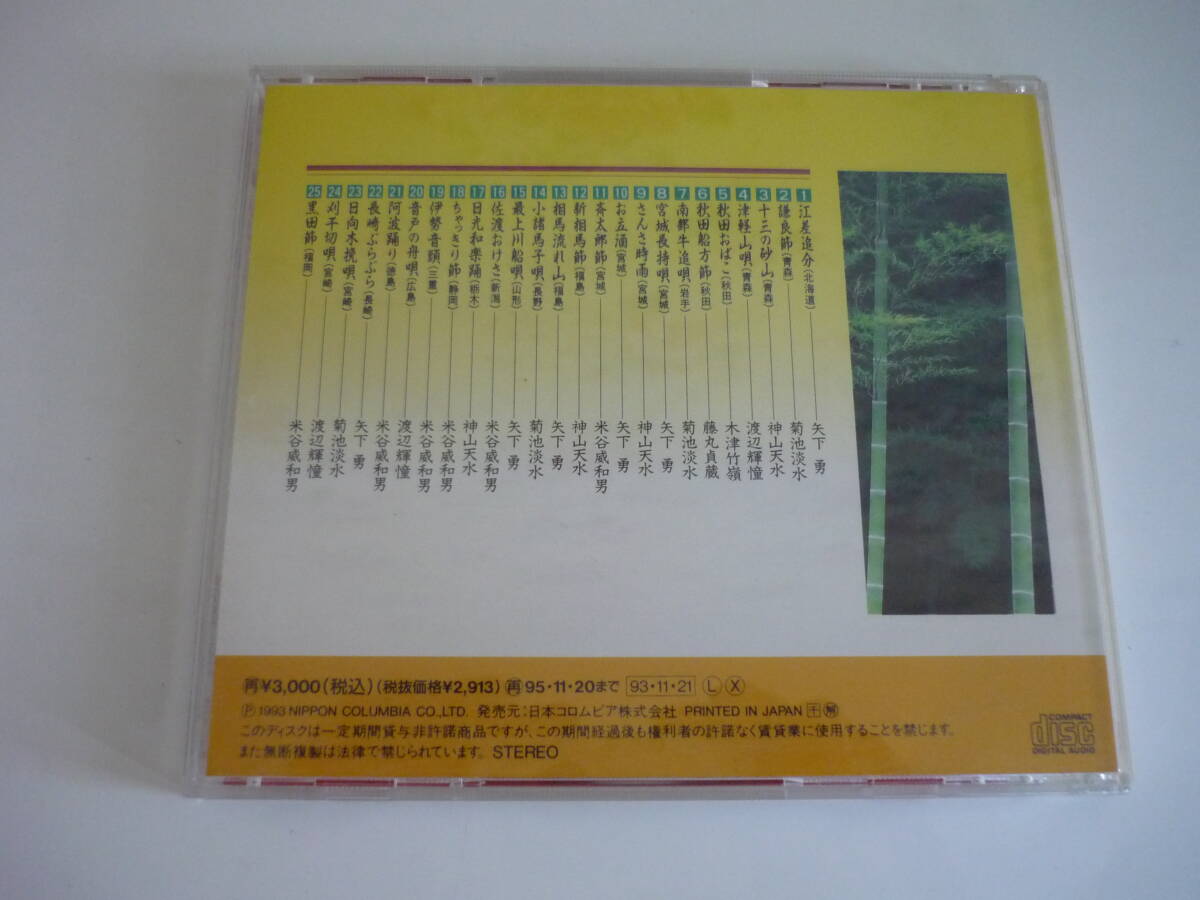 1 江差追分(北海道) 矢下 勇
2 謙良節(青森) 菊池淡水
3 十三の砂山(青森) 神山天水
4 津軽山唄(青森) 渡辺輝憧
5 秋田おばこ(秋田) 木津竹嶺
6 秋田船方節(秋田) 藤丸貞蔵
7 南部牛追唄(岩手) 菊池淡水
8 宮城長持唄(宮城) 矢下 勇
9 さんさ時雨(宮城) 神山天水
10 お立酒(宮城) 矢下 勇
11 斉太郎節(宮城) 米谷威和男
12 新相馬節(福島) 神山天水
13 相馬流れ山(福島) 矢下 勇
14 小諸馬子唄(長野) 菊池淡水
15 最上川船唄(山形) 矢下 勇
16 佐渡おけさ(新潟) 米谷威和男
17 日光和楽踊(栃木) 神山天水
18 ちゃっきり節(静岡) 米谷威和男
19 伊勢音頭(三重) 米谷威和男
20 音戸の舟唄(広島) 渡辺輝憧
21 阿波踊り(徳島) 米谷威和男
22 長崎ぶらぶら(長崎) 矢下 勇
23 日向木挽唄(宮崎) 菊池淡水
24 刈干切唄(宮崎) 渡辺輝憧
25 黒田節(福岡) 米谷威和男
再¥3,000(税込)(税抜価格¥2,913) 再95・11・20まで 93・11・21 L X
Ⓟ1993 NIPPON COLUMBIA CO.,LTD. 発売元:日本コロムビア株式会社 PRINTED IN JAPAN
このディスクは一定期間貸与非許諾商品ですが、この期間経過後も権利者の許諾なく賃貸業に使用することを禁じます。
また無断複製は法律で禁じられています。STEREO
COMPACT
disc
DIGITAL AUDIO